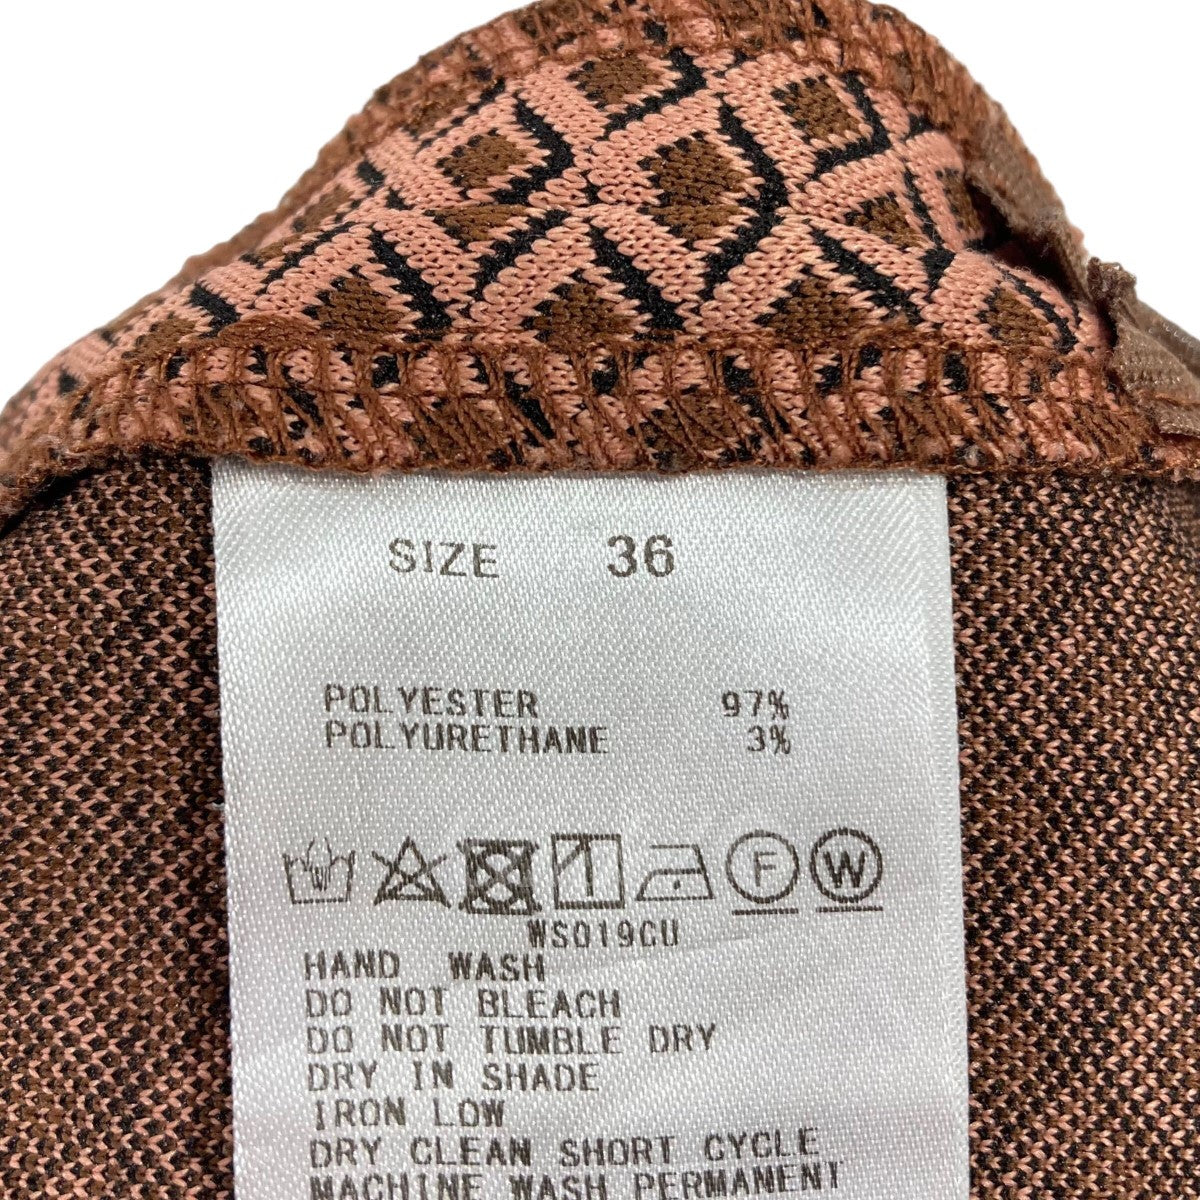 SIZE 36
POLYESTER 97%
POLYURETHANE 3%
F W
WS019CU
HAND WASH
DO NOT BLEACH
DO NOT TUMBLE DRY
DRY IN SHADE
IRON LOW
DRY CLEAN SHORT CYCLE
MACHINE WASH PERMANENT